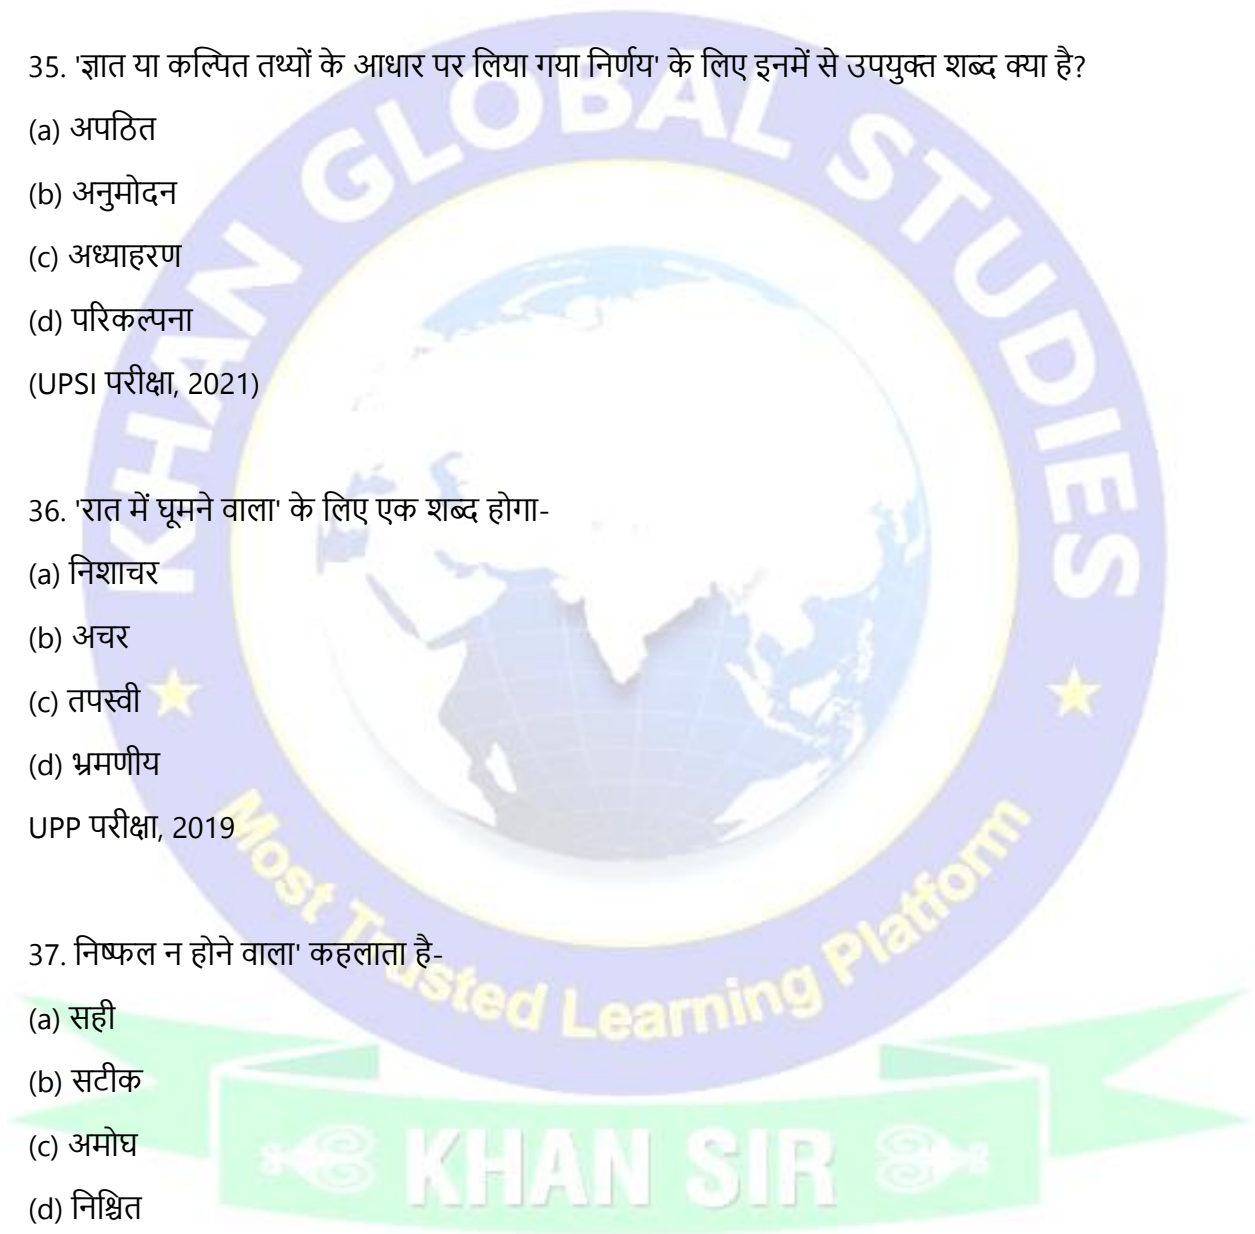 35. 'ज्ञात या कल्पित तथ्यों के आधार पर लिया गया निर्णय' के लिए इनमें से उपयुक्त शब्द क्या है?
(a) अपठित
(b) अनुमोदन
(c) अध्याहरण
(d) परिकल्पना
(UPSI परीक्षा, 2021)
36. 'रात में घूमने वाला' के लिए एक शब्द होगा-
(a) निशाचर
(b) अचर
(c) तपस्वी
(d) भ्रमणीय
UPP परीक्षा, 2019
37. निष्फल न होने वाला' कहलाता है-
(a) सही
(b) सटीक
(c) अमोघ
(d) निश्चित
KHAN GLOBAL STUDIES
Most Trusted Learning Platform
KHAN SIR